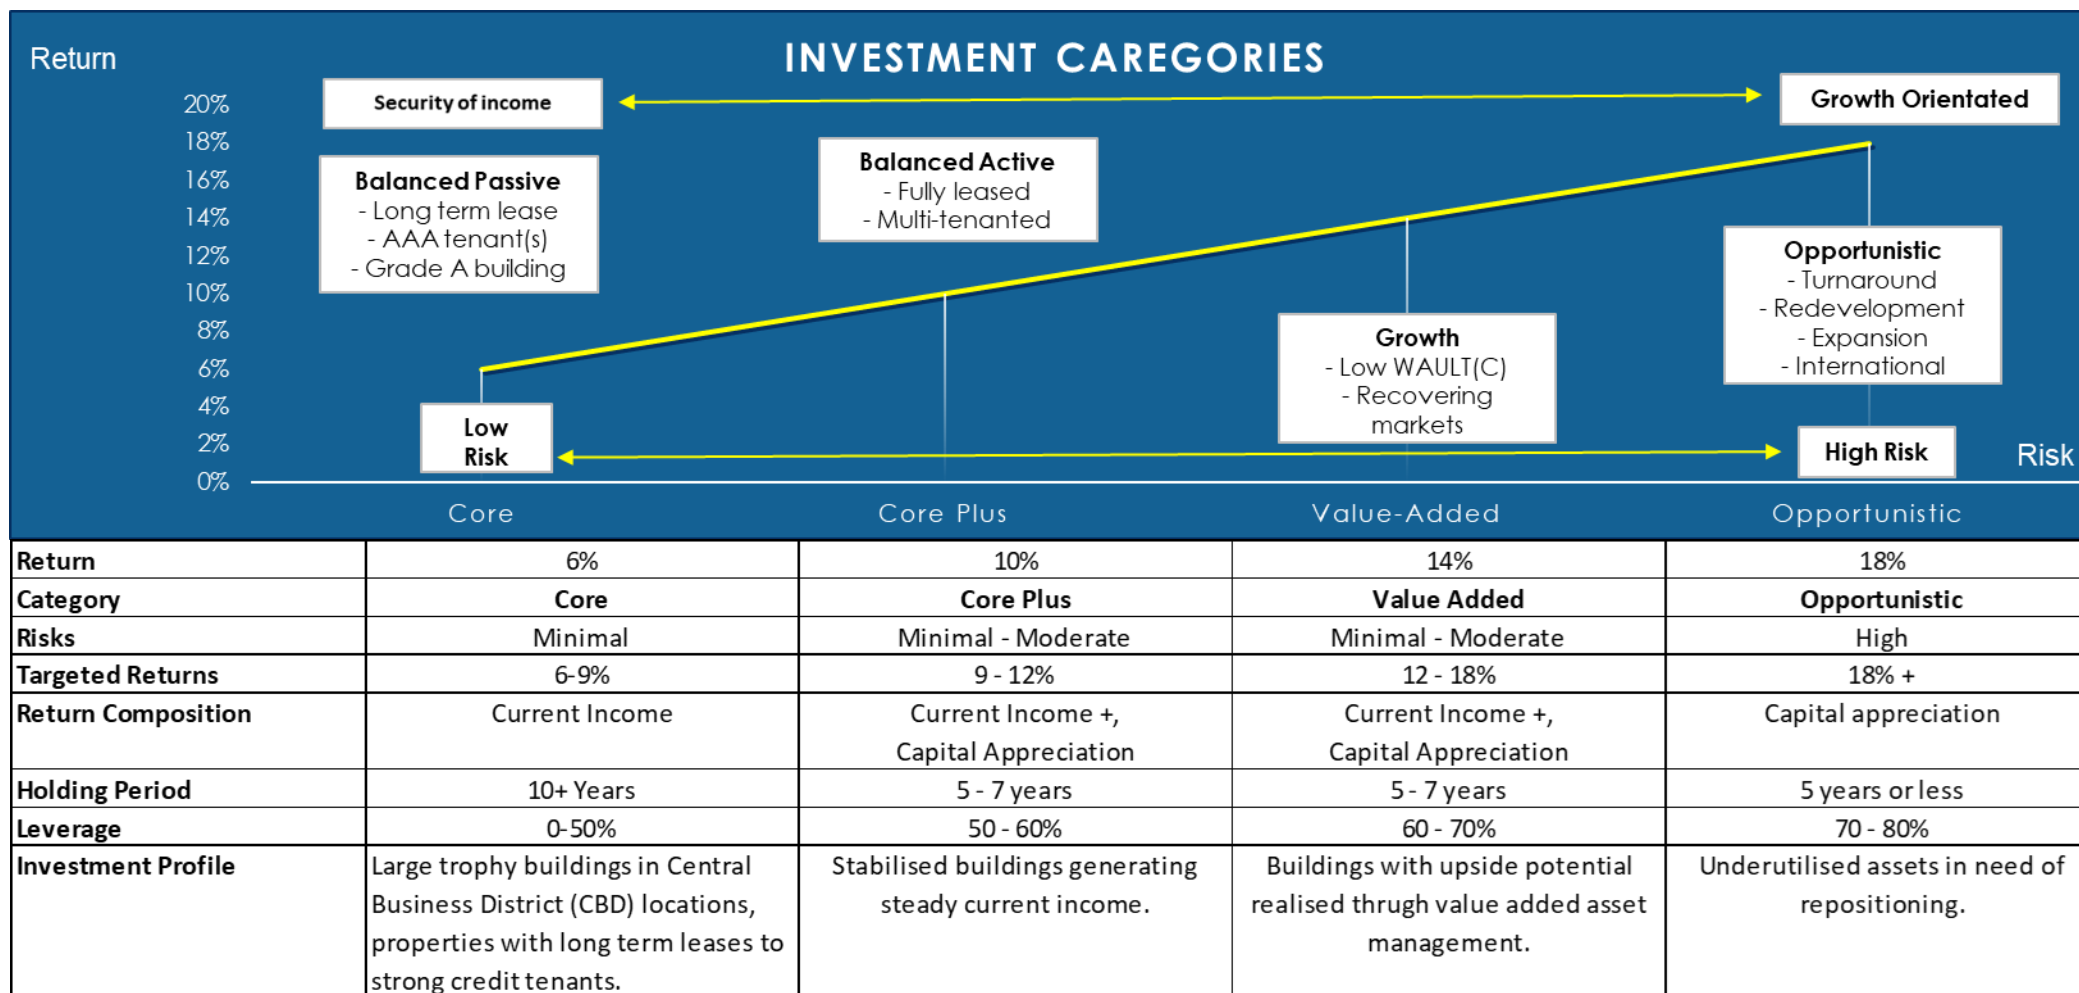 Return
INVESTMENT CAREGORIES
20%
18%
16%
14%
12%
10%
8%
6%
4%
2%
0%
Security of income
Growth Orientated
Balanced Passive
- Long term lease
- AAA tenant(s)
- Grade A building
Balanced Active
- Fully leased
- Multi-tenanted
Growth
- Low WAULT(C)
- Recovering
markets
Opportunistic
- Turnaround
- Redevelopment
- Expansion
- International
Low
Risk
High Risk
Risk
Core Core Plus Value-Added Opportunistic
Return 6% 10% 14% 18%
Category Core Core Plus Value Added Opportunistic
Risks Minimal Minimal - Moderate Minimal - Moderate High
Targeted Returns 6-9% 9 - 12% 12 - 18% 18% +
Return Composition Current Income Current Income +, Current Income +, Capital appreciation
Capital Appreciation Capital Appreciation
Holding Period 10+ Years 5 - 7 years 5 - 7 years 5 years or less
Leverage 0-50% 50 - 60% 60 - 70% 70 - 80%
Investment Profile Large trophy buildings in Central Stabilised buildings generating Buildings with upside potential Underutilised assets in need of
Business District (CBD) locations, steady current income. realised thrugh value added asset repositioning.
properties with long term leases to management.
strong credit tenants.